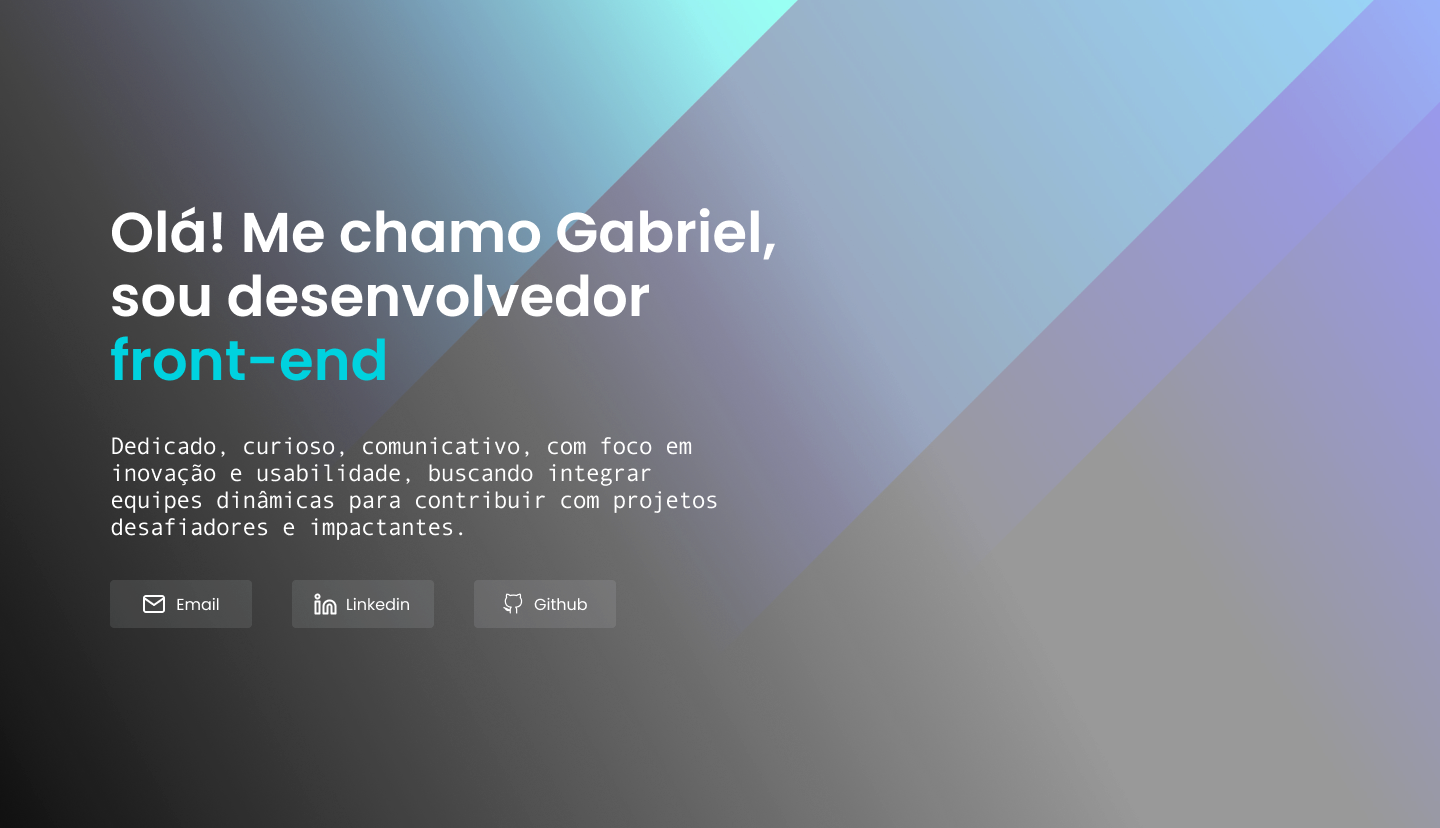 Olá! Me chamo Gabriel,
sou desenvolvedor
front-end
Dedicado, curioso, comunicativo, com foco em
inovação e usabilidade, buscando integrar
equipes dinâmicas para contribuir com projetos
desafiadores e impactantes.
Email
Linkedin
Github